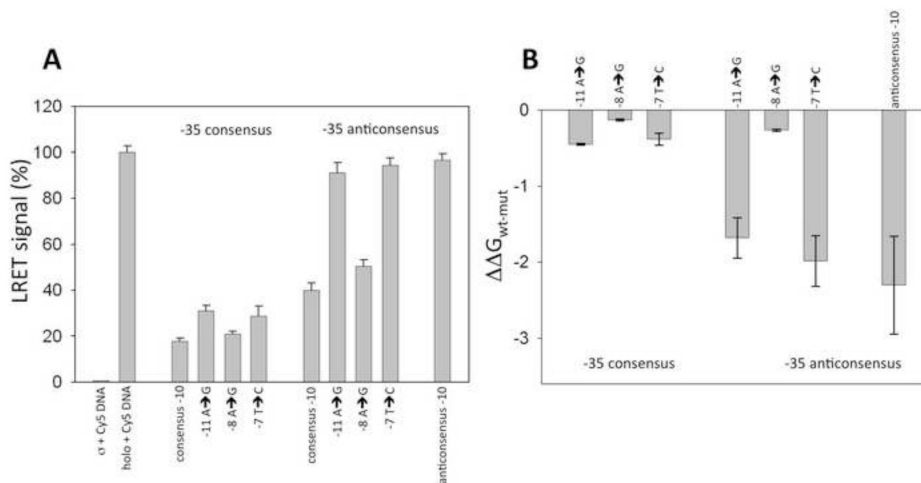 A
LRET signal (%)
120
100
80
60
40
20
0
-35 consensus
-35 anticonsensus
σ + Cy5 DNA
holo + Cy5 DNA
consensus -10
-11 A➔G
-8 A➔G
-7 T➔C
consensus -10
-11 A➔G
-8 A➔G
-7 T➔C
anticonsensus -10
B
-11 A➔G
-8 A➔G
-7 T➔C
-11 A➔G
-8 A➔G
-7 T➔C
anticonsensus -10
ΔΔGwt-mut
0
-1
-2
-3
-35 consensus
-35 anticonsensus